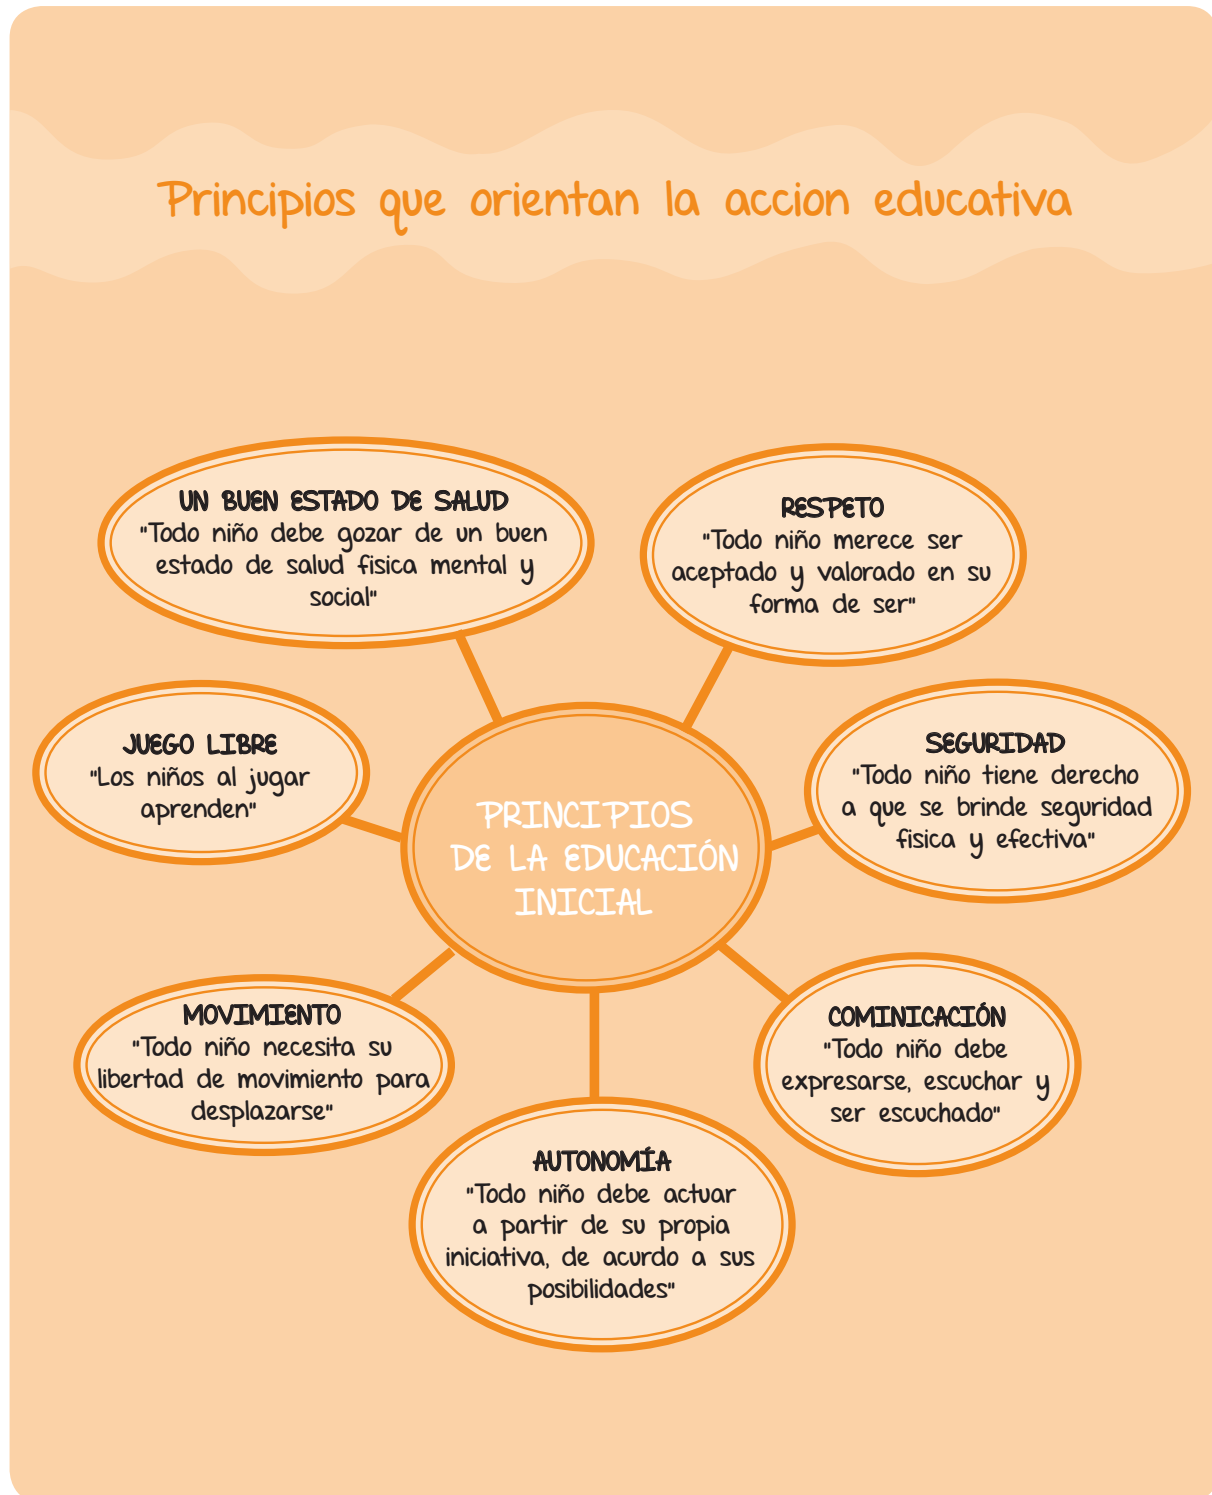 Principios que orientan la accion educativa
UN BUEN ESTADO DE SALUD
"Todo niño debe gozar de un buen
estado de salud fisica mental y
social"
RESPETO
"Todo niño merece ser
aceptado y valorado en su
forma de ser"
JUEGO LIBRE
"Los niños al jugar
aprenden"
SEGURIDAD
"Todo niño tiene derecho
a que se brinde seguridad
fisica y efectiva"
PRINCIPIOS
DE LA EDUCACIÓN
INICIAL
MOVIMIENTO
"Todo niño necesita su
libertad de movimiento para
desplazarse"
COMINICACIÓN
"Todo niño debe
expresarse, escuchar y
ser escuchado"
AUTONOMÍA
"Todo niño debe actuar
a partir de su propia
iniciativa, de acurdo a sus
posibilidades"